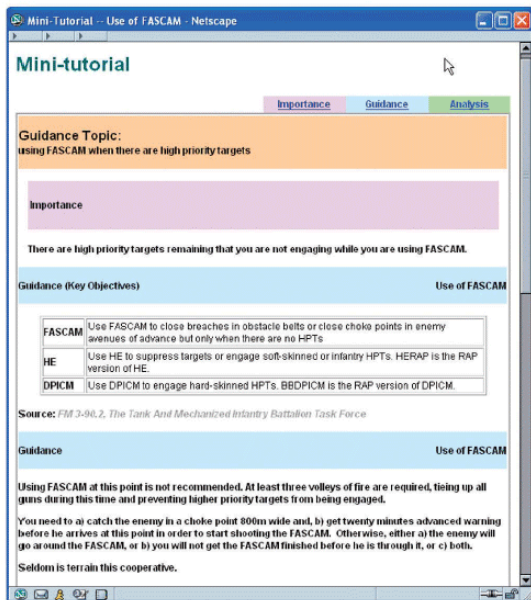 Mini-Tutorial -- Use of FASCAM - Netscape
Mini-tutorial
Importance Guidance Analysis
Guidance Topic:
using FASCAM when there are high priority targets
Importance
There are high priority targets remaining that you are not engaging while you are using FASCAM.
Guidance (Key Objectives) Use of FASCAM
FASCAM Use FASCAM to close breaches in obstacle belts or close choke points in enemy
avenues of advance but only when there are no HPTs
HE Use HE to suppress targets or engage soft-skinned or infantry HPTs. HERAP is the RAP
version of HE.
DPICM Use DPICM to engage hard-skinned HPTs. BBDPICM is the RAP version of DPICM.
Source: FM 3-90.2, The Tank And Mechanized Infantry Battalion Task
Force
Guidance Use of FASCAM
Using FASCAM at this point is not recommended. At least three volleys of fire are required, tieing up all
guns during this time and preventing higher priority targets from being engaged.
You need to a) catch the enemy in a choke point 800m wide and, b) get twenty minutes advanced warning
before he arrives at this point in order to start shooting the FASCAM. Otherwise, either a) the enemy will
go around the FASCAM, or b) you will not get the FASCAM finished before he is through it, or c) both.
Seldom is terrain this cooperative.